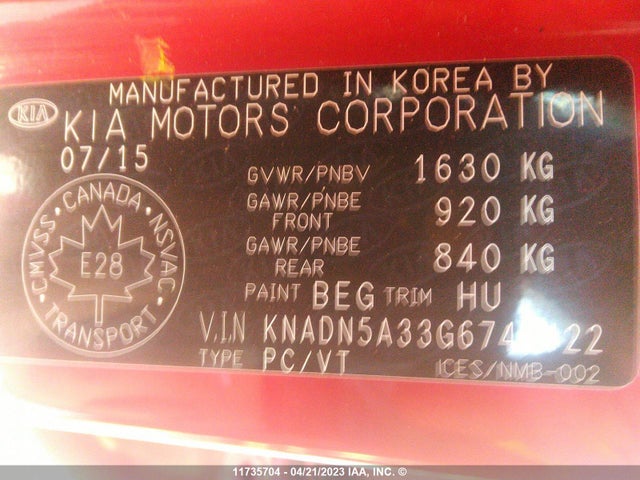 MANUFACTURED IN KOREA BY
KIA
KIA MOTORS CORPORATION
07/15
GVWR/PNBV 1630 KG
GAWR/PNBE FRONT 920 KG
GAWR/PNBE REAR 840 KG
PAINT BEG TRIM HU
CMVSS · CANADA · NSVAC · TRANSPORT ·
E28
V.I.N
TYPE PC/VT
ICES/NMB-002
11735704 - 04/21/2023 IAA, INC. ©